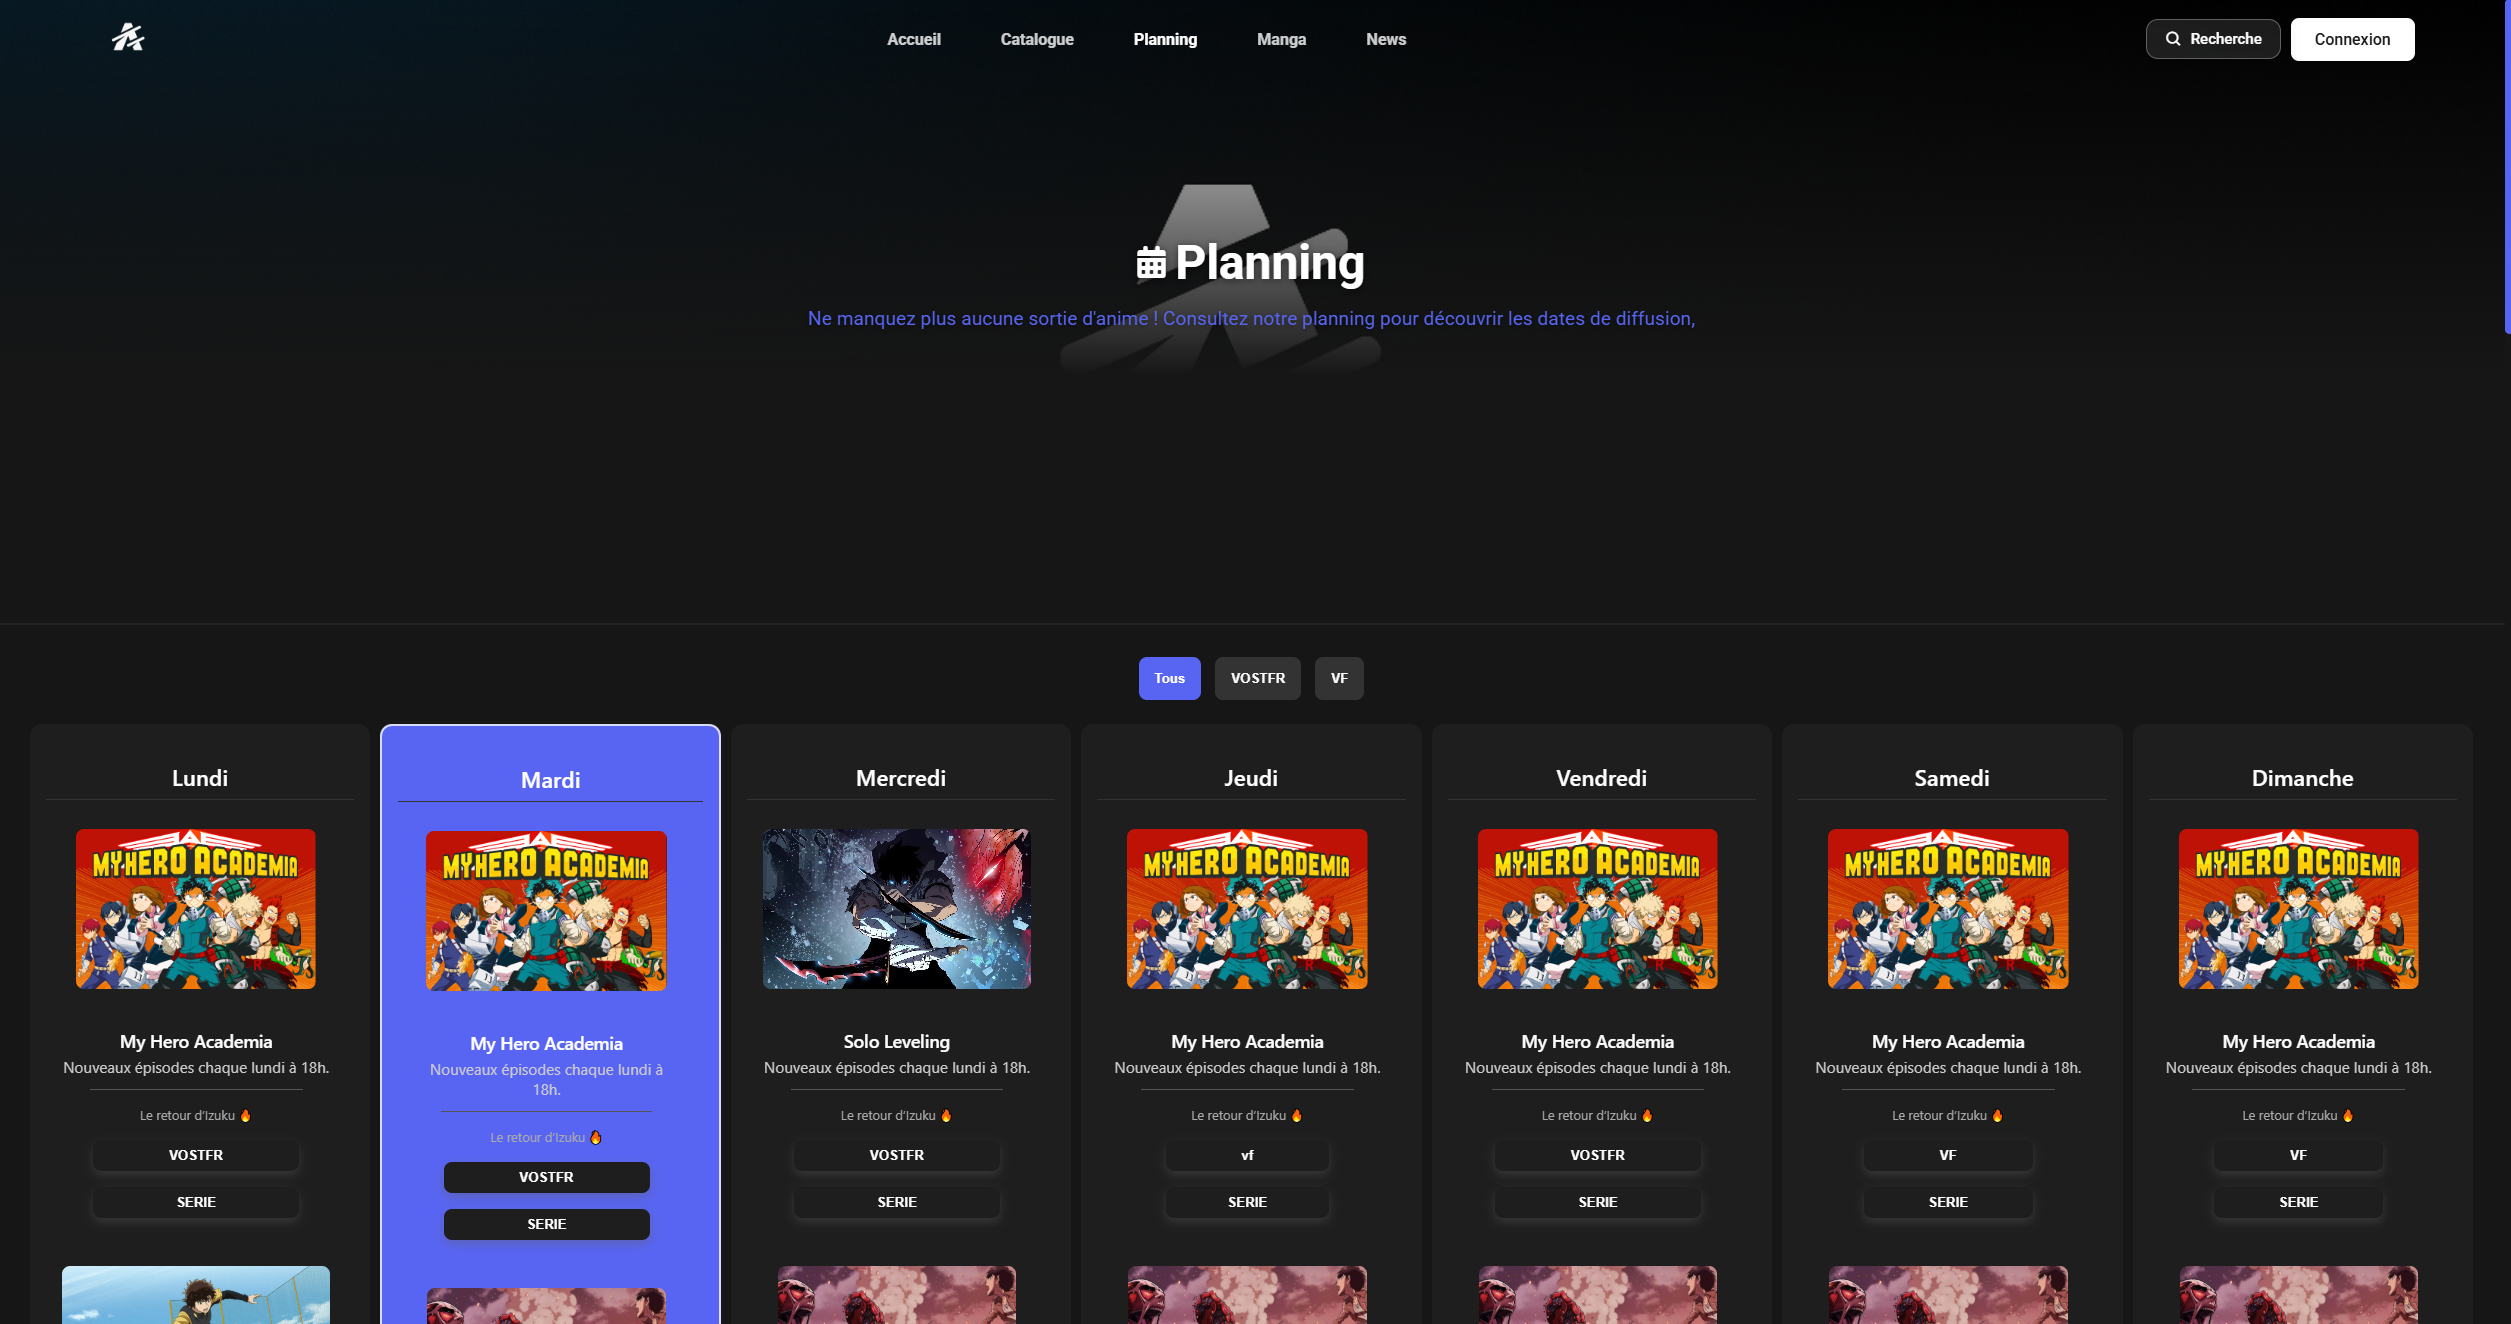 Accueil
Catalogue
Planning
Manga
News
Recherche
Connexion
Planning
Ne manquez plus aucune sortie d'anime ! Consultez notre planning pour découvrir les dates de diffusion,
Tous
VOSTFR
VF
Lundi
MY HERO ACADEMIA
My Hero Academia
Nouveaux épisodes chaque lundi à 18h.
Le retour d'Izuku 🔥
VOSTFR
SERIE
Mardi
MY HERO ACADEMIA
My Hero Academia
Nouveaux épisodes chaque lundi à
18h.
Le retour d'Izuku 🔥
VOSTFR
SERIE
Mercredi
Solo Leveling
Nouveaux épisodes chaque lundi à 18h.
Le retour d'Izuku 🔥
VOSTFR
SERIE
Jeudi
MY HERO ACADEMIA
My Hero Academia
Nouveaux épisodes chaque lundi à 18h.
Le retour d'Izuku 🔥
vf
SERIE
Vendredi
MY HERO ACADEMIA
My Hero Academia
Nouveaux épisodes chaque lundi à 18h.
Le retour d'Izuku 🔥
VOSTFR
SERIE
Samedi
MY HERO ACADEMIA
My Hero Academia
Nouveaux épisodes chaque lundi à 18h.
Le retour d'Izuku 🔥
VF
SERIE
Dimanche
MY HERO ACADEMIA
My Hero Academia
Nouveaux épisodes chaque lundi à 18h.
Le retour d'Izuku 🔥
VF
SERIE